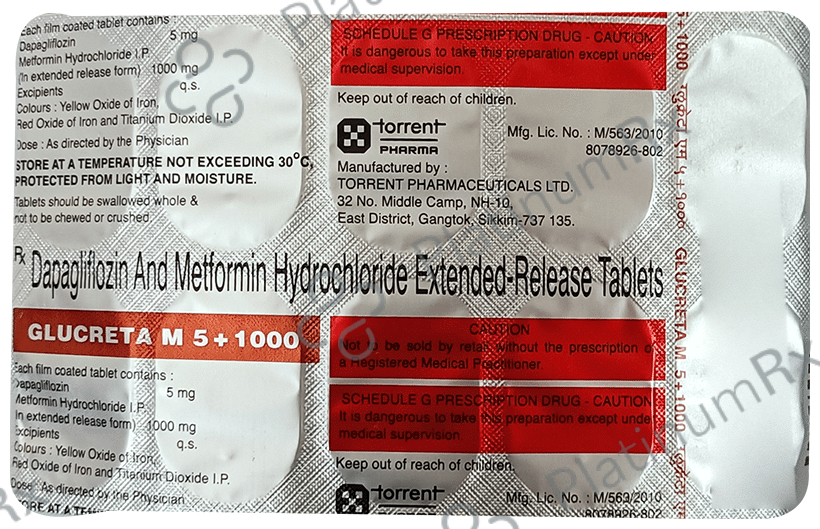 Each film coated tablet contains :
Dapagliflozin 5 mg
Metformin Hydrochloride I.P.
(In extended release form) 1000 mg
Excipients q.s.
Colours : Yellow Oxide of Iron,
Red Oxide of Iron and Titanium Dioxide I.P.
Dose : As directed by the Physician
STORE AT A TEMPERATURE NOT EXCEEDING 30°C,
PROTECTED FROM LIGHT AND MOISTURE.
Tablets should be swallowed whole &
not to be chewed or crushed.
SCHEDULE G PRESCRIPTION DRUG - CAUTION
It is dangerous to take this preparation except under
medical supervision.
Keep out of reach of children.
torrent
PHARMA
Mfg. Lic. No. : M/563/2010
8078926-802
Manufactured by :
TORRENT PHARMACEUTICALS LTD.
32 No. Middle Camp, NH-10,
East District, Gangtok, Sikkim-737 135.
Rx Dapagliflozin And Metformin Hydrochloride Extended-Release Tablets
GLUCRETA M 5 + 1000
Each film coated tablet contains :
Dapagliflozin 5 mg
Metformin Hydrochloride I.P.
(In extended release form) 1000 mg
Excipients q.s.
Colours : Yellow Oxide of Iron,
Red Oxide of Iron and Titanium Dioxide I.P.
Dose : As directed by the Physician
CAUTION
Not to be sold by retail without the prescription of
a Registered Medical Practitioner.
SCHEDULE G PRESCRIPTION DRUG - CAUTION
It is dangerous to take this preparation except under
medical supervision.
Keep out of reach of children.
torrent
Mfg. Lic. No. : M/563/2010
8078926-802
5 + 1000
GLUCRETA M 5 + 1000
PlatinumRx
PlatinumRx
PlatinumRx